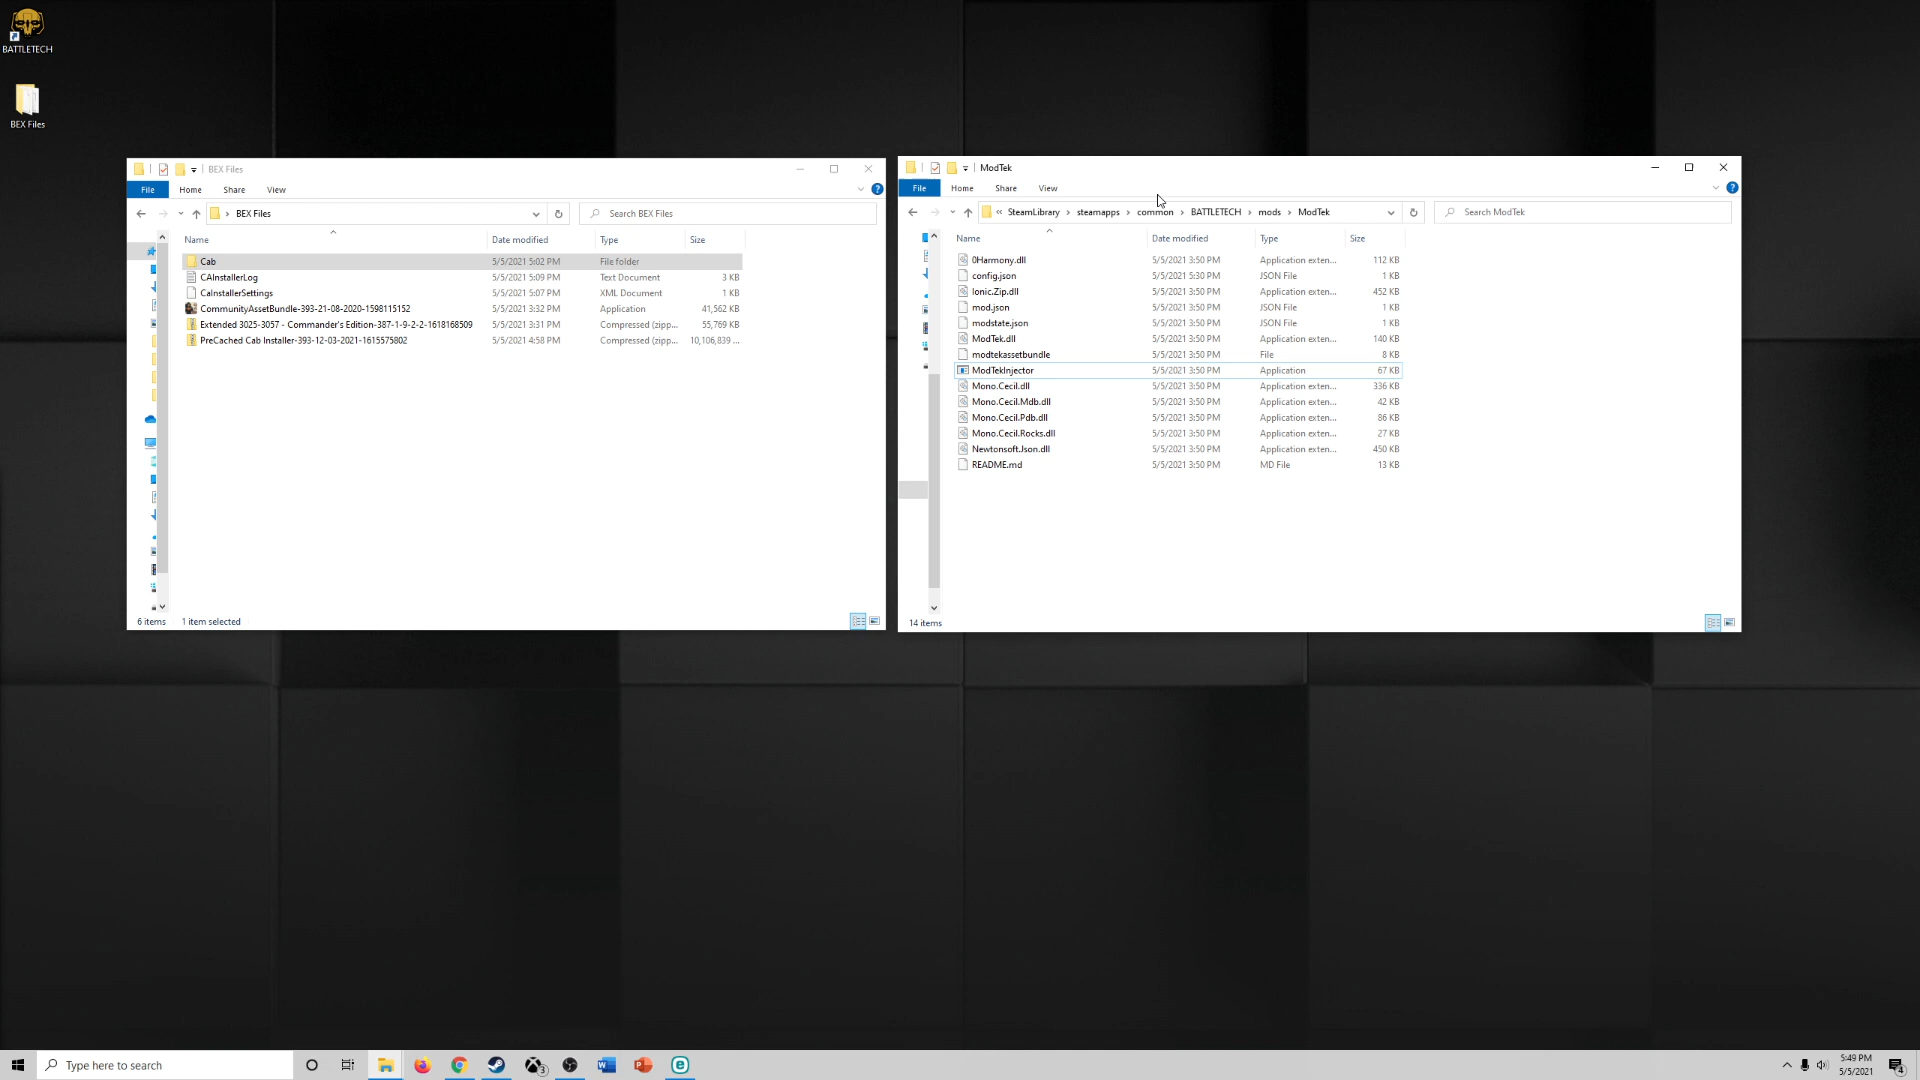 BATTLETECH
BEX Files
BEX Files
File Home Share View
BEX Files
Search BEX Files
Name Date modified Type Size
Cab 5/5/2021 5:02 PM File folder
CAInstallerLog 5/5/2021 5:09 PM Text Document 3 KB
CaInstallerSettings 5/5/2021 5:07 PM XML Document 1 KB
CommunityAssetBundle-393-21-08-2020-1598115152 5/5/2021 3:32 PM Application 41,562 KB
Extended 3025-3057 - Commander's Edition-387-1-9-2-2-1618168509 5/5/2021 3:31 PM Compressed (zipp... 55,769 KB
PreCached Cab Installer-393-12-03-2021-1615575802 5/5/2021 4:58 PM Compressed (zipp... 10,106,839 ...
6 items 1 item selected
ModTek
File Home Share View
« SteamLibrary › steamapps › common › BATTLETECH › mods › ModTek
Search ModTek
Name Date modified Type Size
0Harmony.dll 5/5/2021 3:50 PM Application exten... 112 KB
config.json 5/5/2021 5:30 PM JSON File 1 KB
Ionic.Zip.dll 5/5/2021 3:50 PM Application exten... 452 KB
mod.json 5/5/2021 3:50 PM JSON File 1 KB
modstate.json 5/5/2021 3:50 PM JSON File 1 KB
ModTek.dll 5/5/2021 3:50 PM Application exten... 140 KB
modtekassetbundle 5/5/2021 3:50 PM File 8 KB
ModTekInjector 5/5/2021 3:50 PM Application 67 KB
Mono.Cecil.dll 5/5/2021 3:50 PM Application exten... 336 KB
Mono.Cecil.Mdb.dll 5/5/2021 3:50 PM Application exten... 42 KB
Mono.Cecil.Pdb.dll 5/5/2021 3:50 PM Application exten... 86 KB
Mono.Cecil.Rocks.dll 5/5/2021 3:50 PM Application exten... 27 KB
Newtonsoft.Json.dll 5/5/2021 3:50 PM Application exten... 450 KB
README.md 5/5/2021 3:50 PM MD File 13 KB
14 items
Type here to search
3
5:49 PM
5/5/2021
4